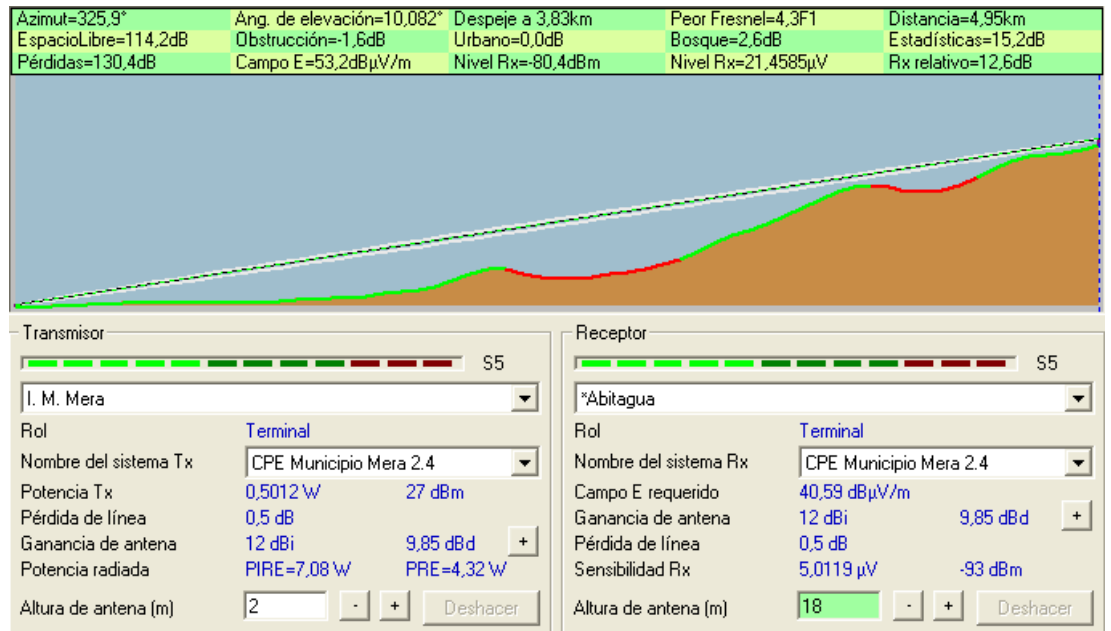 Azimut=325,9° Ang. de elevación=10,082° Despeje a 3,83km Peor Fresnel=4,3F1 Distancia=4,95km
EspacioLibre=114,2dB Obstrucción=-1,6dB Urbano=0,0dB Bosque=2,6dB Estadísticas=15,2dB
Pérdidas=130,4dB Campo E=53,2dBµV/m Nivel Rx=-80,4dBm Nivel Rx=21,4585µV Rx relativo=12,6dB
Transmisor
S5
I. M. Mera
Rol Terminal
Nombre del sistema Tx CPE Municipio Mera 2.4
Potencia Tx 0,5012 W 27 dBm
Pérdida de línea 0,5 dB
Ganancia de antena 12 dBi 9,85 dBd +
Potencia radiada PIRE=7,08 W PRE=4,32 W
Altura de antena (m) 2 - + Deshacer
Receptor
S5
*Abitagua
Rol Terminal
Nombre del sistema Rx CPE Municipio Mera 2.4
Campo E requerido 40,59 dBµV/m
Ganancia de antena 12 dBi 9,85 dBd +
Pérdida de línea 0,5 dB
Sensibilidad Rx 5,0119 µV -93 dBm
Altura de antena (m) 18 - + Deshacer